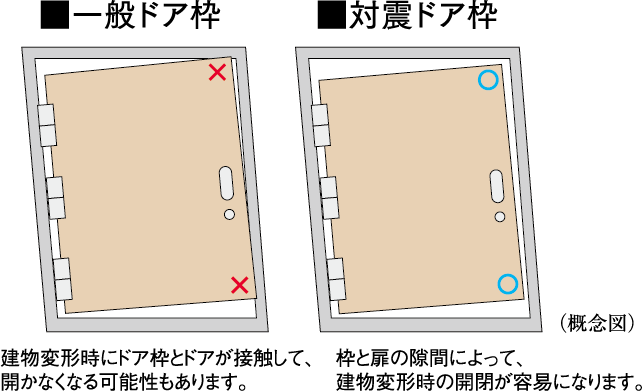 ■一般ドア枠
■対震ドア枠
（概念図）
建物変形時にドア枠とドアが接触して、
開かなくなる可能性もあります。
枠と扉の隙間によって、
建物変形時の開閉が容易になります。